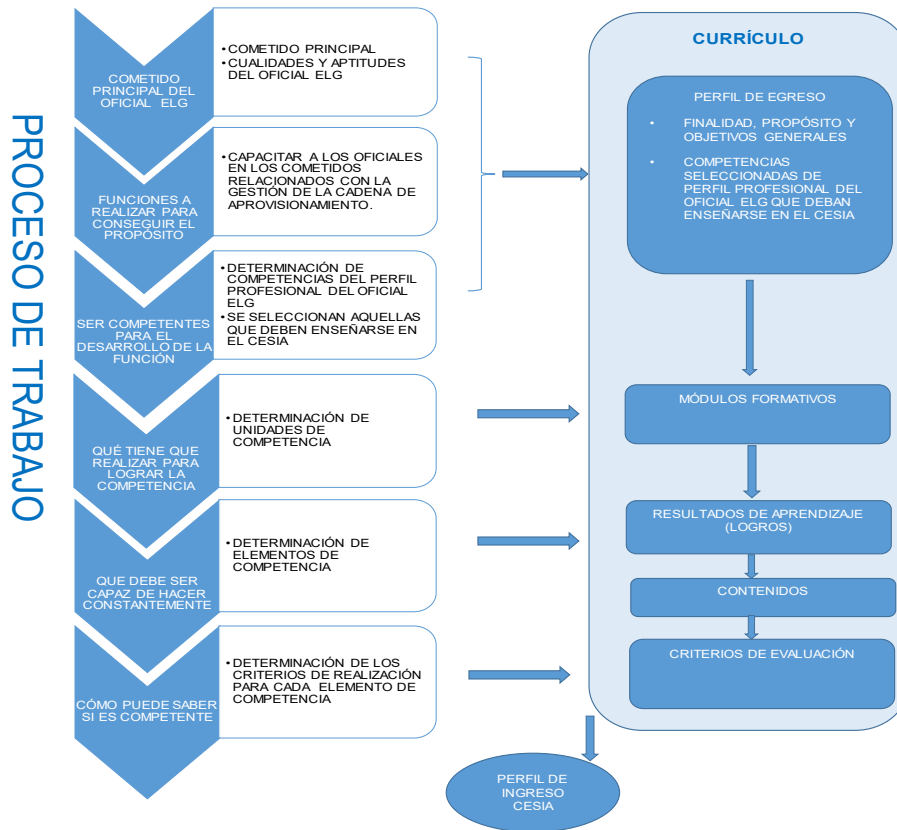 PROCESO DE TRABAJO
COMETIDO
PRINCIPAL DEL
OFICIAL ELG
• COMETIDO PRINCIPAL
• CUALIDADES Y APTITUDES
DEL OFICIAL ELG
FUNCIONES A
REALIZAR PARA
CONSEGUIR EL
PROPÓSITO
• CAPACITAR A LOS OFICIALES
EN LOS COMETIDOS
RELACIONADOS CON LA
GESTIÓN DE LA CADENA DE
APROVISIONAMIENTO.
SER COMPETENTES
PARA EL
DESARROLLO DE LA
FUNCIÓN
• DETERMINACIÓN DE
COMPETENCIAS DEL PERFIL
PROFESIONAL DEL OFICIAL
ELG
• SE SELECCIONAN AQUELLAS
QUE DEBEN ENSEÑARSE EN
EL CESIA
QUÉ TIENE QUE
REALIZAR PARA
LOGRAR LA
COMPETENCIA
• DETERMINACIÓN DE
UNIDADES DE
COMPETENCIA
QUE DEBE SER
CAPAZ DE HACER
CONSTANTEMENTE
• DETERMINACIÓN DE
ELEMENTOS DE
COMPETENCIA
CÓMO PUEDE SABER
SI ES COMPETENTE
• DETERMINACIÓN DE LOS
CRITERIOS DE REALIZACIÓN
PARA CADA ELEMENTO DE
COMPETENCIA
CURRÍCULO
PERFIL DE EGRESO
• FINALIDAD, PROPÓSITO Y
OBJETIVOS GENERALES
• COMPETENCIAS
SELECCIONADAS DE
PERFIL PROFESIONAL DEL
OFICIAL ELG QUE DEBAN
ENSEÑARSE EN EL CESIA
MÓDULOS FORMATIVOS
RESULTADOS DE APRENDIZAJE
(LOGROS)
CONTENIDOS
CRITERIOS DE EVALUACIÓN
PERFIL DE
INGRESO
CESIA